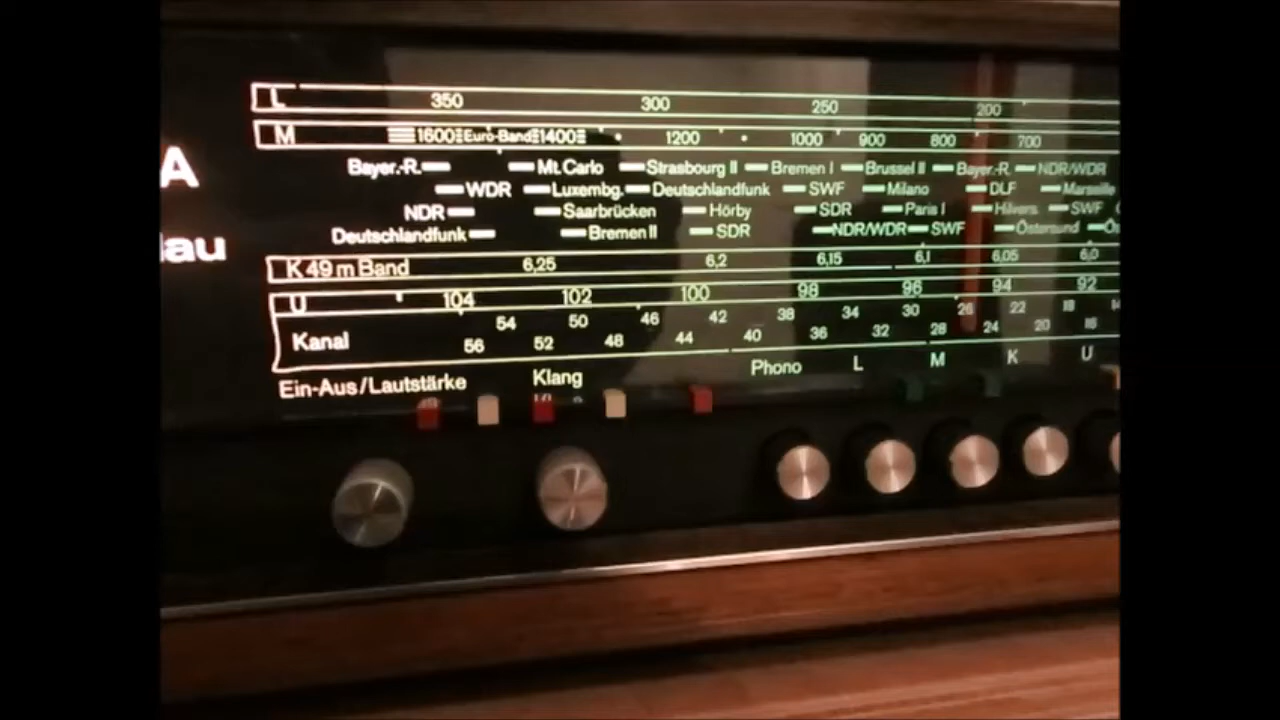 A
lau
L 350 300 250 200
M 1600 Euro-Band 1400 1200 1000 900 800 700
Bayer.-R. Mt. Carlo Strasbourg II Bremen I Brussel II Bayer.-R. NDR/WDR
WDR Luxembg. Deutschlandfunk SWF Milano DLF Marseille
NDR Saarbrücken Hörby SDR Paris I Hilvers. SWF
Deutschlandfunk Bremen II SDR NDR/WDR SWF Östersund Ös
K 49 m Band 6,25 6,2 6,15 6,1 6,05 6,0
U 104 102 100 98 96 94 92
Kanal 56 54 52 50 48 46 44 42 40 38 36 34 32 30 28 26 24 22 20 18 16 14
Ein-Aus/Lautstärke Klang Phono L M K U